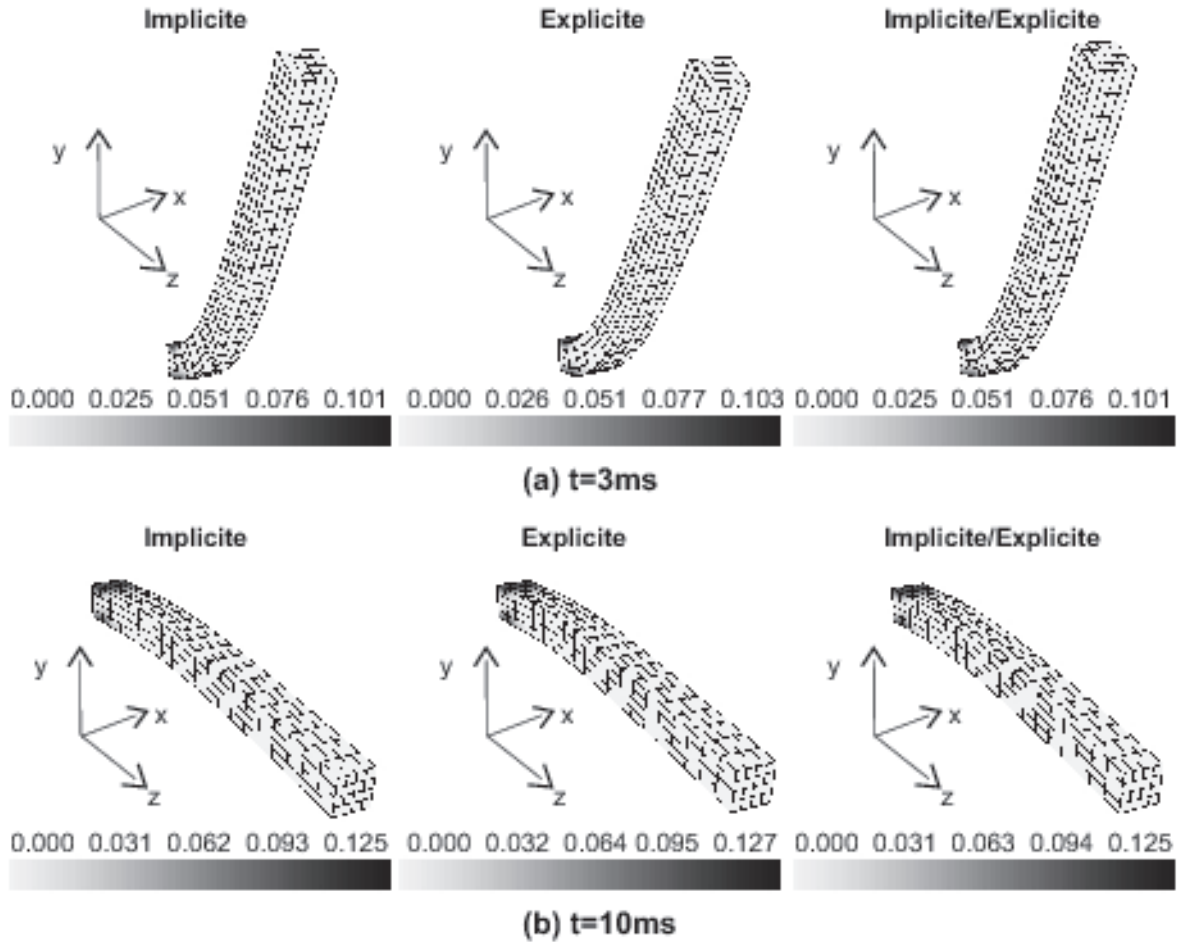 Implicite Explicite Implicite/Explicite
y x z y x z y x z
0.000 0.025 0.051 0.076 0.101 0.000 0.026 0.051 0.077 0.103 0.000 0.025 0.051 0.076 0.101
(a) t=3ms
Implicite Explicite Implicite/Explicite
y x z y x z y x z
0.000 0.031 0.062 0.093 0.125 0.000 0.032 0.064 0.095 0.127 0.000 0.031 0.063 0.094 0.125
(b) t=10ms